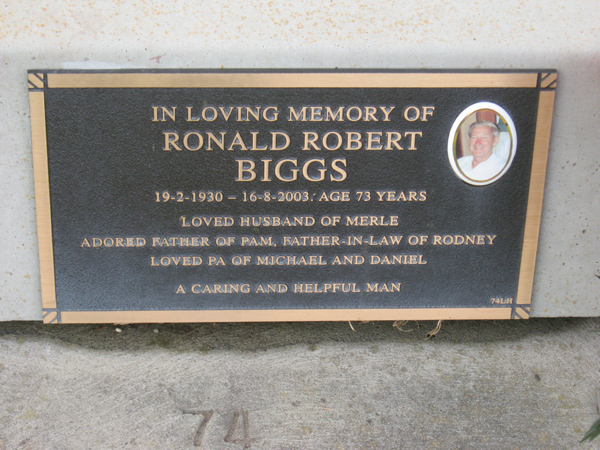 IN LOVING MEMORY OF
RONALD ROBERT
BIGGS
19-2-1930 – 16-8-2003. AGE 73 YEARS
LOVED HUSBAND OF MERLE
ADORED FATHER OF PAM, FATHER-IN-LAW OF RODNEY
LOVED PA OF MICHAEL AND DANIEL
A CARING AND HELPFUL MAN
74